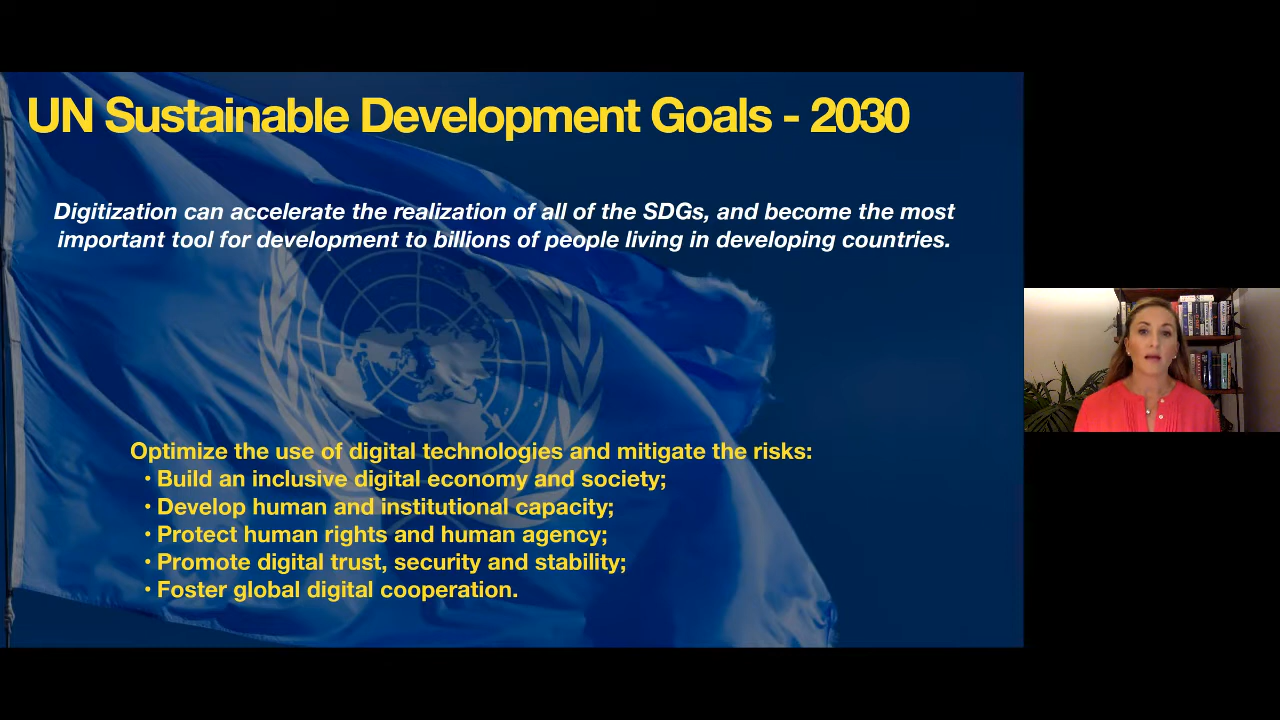 UN Sustainable Development Goals - 2030
Digitization can accelerate the realization of all of the SDGs, and become the most
important tool for development to billions of people living in developing countries.
Optimize the use of digital technologies and mitigate the risks:
• Build an inclusive digital economy and society;
• Develop human and institutional capacity;
• Protect human rights and human agency;
• Promote digital trust, security and stability;
• Foster global digital cooperation.